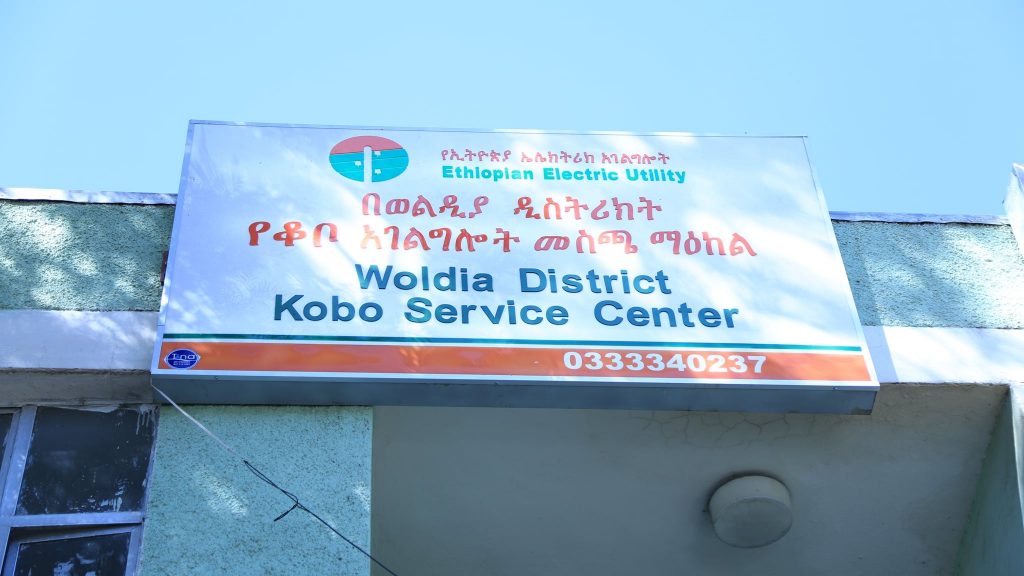 የኢትዮጵያ ኤሌክትሪክ አገልግሎት
Ethiopian Electric Utility
በወልዲያ ዲስትሪክት
የቆቦ አገልግሎት መስጫ ማዕከል
Woldia District
Kobo Service Center
0333340237